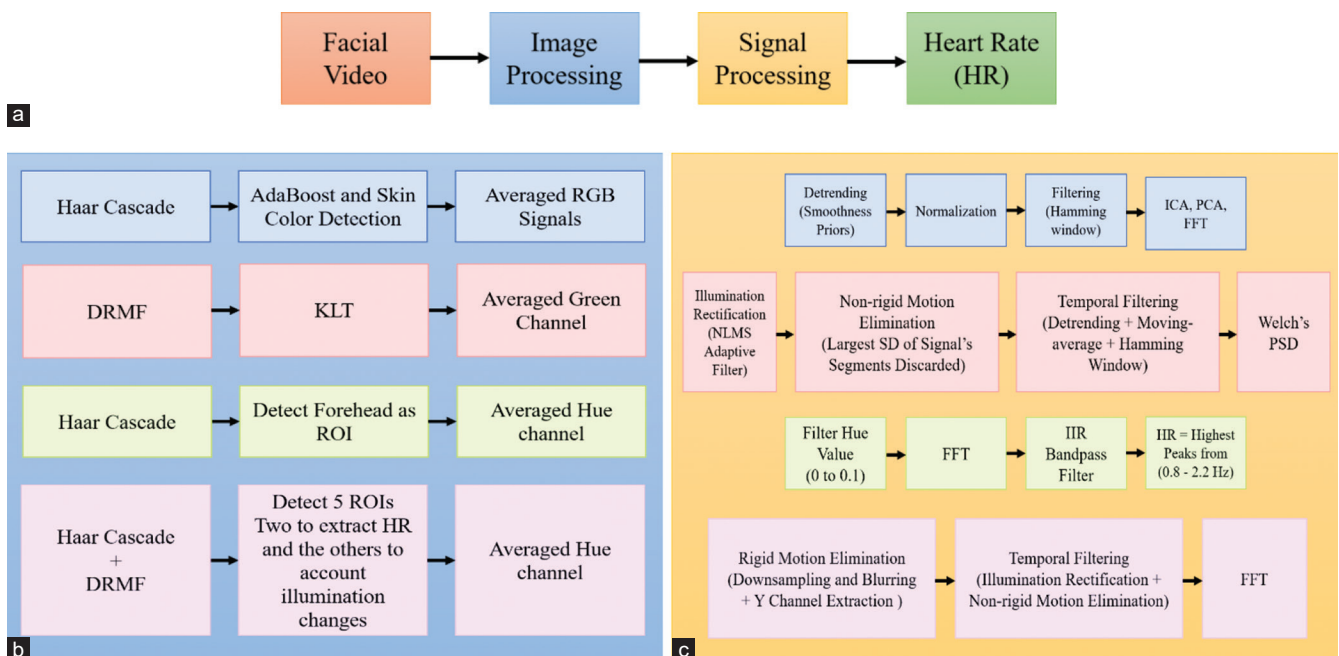 Facial
Video
Image
Processing
Signal
Processing
Heart Rate
(HR)
a
Haar Cascade
AdaBoost and Skin
Color Detection
Averaged RGB
Signals
DRMF
KLT
Averaged Green
Channel
Haar Cascade
Detect Forehead as
ROI
Averaged Hue
channel
Haar Cascade
+
DRMF
Detect 5 ROIs
Two to extract HR
and the others to
account
illumination
changes
Averaged Hue
channel
b
Detrending
(Smoothness
Priors)
Normalization
Filtering
(Hamming
window)
ICA, PCA,
FFT
Illumination
Rectification
(NLMS
Adaptive
Filter)
Non-rigid Motion
Elimination
(Largest SD of Signal’s
Segments Discarded)
Temporal Filtering
(Detrending + Moving-
average + Hamming
Window)
Welch’s
PSD
Filter Hue
Value
(0 to 0.1)
FFT
IIR
Bandpass
Filter
HR = Highest
Peaks from
(0.8 - 2.2 Hz)
Rigid Motion Elimination
(Downsampling and Blurring
+ Y Channel Extraction )
Temporal Filtering
(Illumination Rectification +
Non-rigid Motion Elimination)
FFT
c